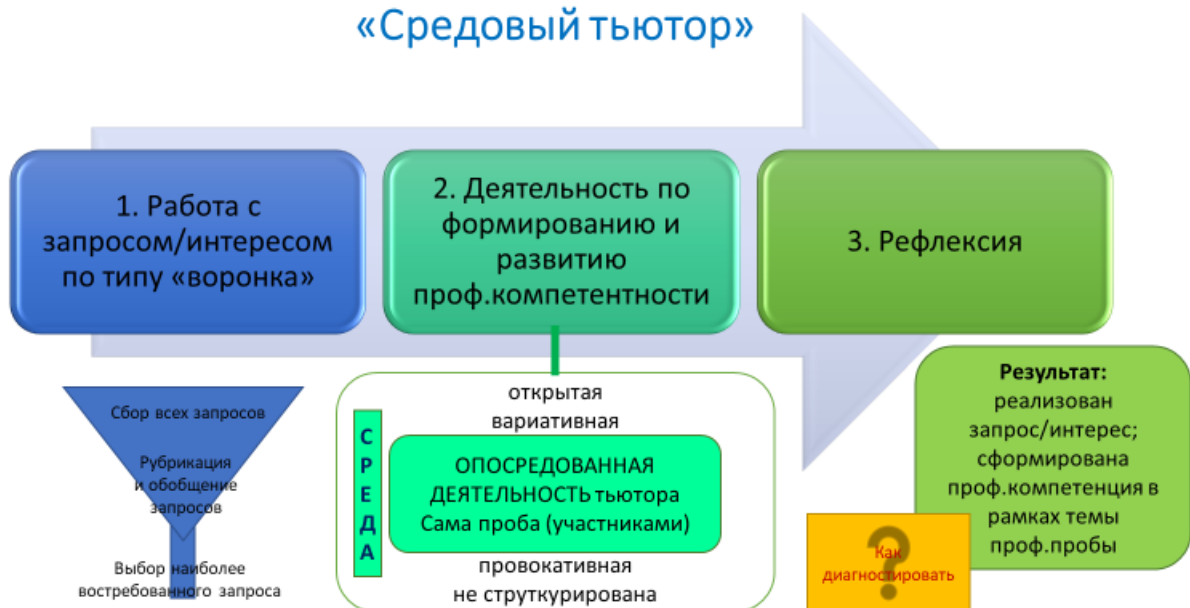 «Средовый тьютор»
1. Работа с
запросом/интересом
по типу «воронка»
2. Деятельность по
формированию и
развитию
проф.компетентности
3. Рефлексия
Сбор всех запросов
Рубрикация
и обобщение
запросов
Выбор наиболее
востребованного запроса
СРЕДА
открытая
вариативная
ОПОСРЕДОВАННАЯ
ДЕЯТЕЛЬНОСТЬ тьютора
Сама проба (участниками)
провокативная
не струткурирована
Результат:
реализован
запрос/интерес;
сформирована
проф.компетенция в
рамках темы
проф.пробы
?
Как
диагностировать